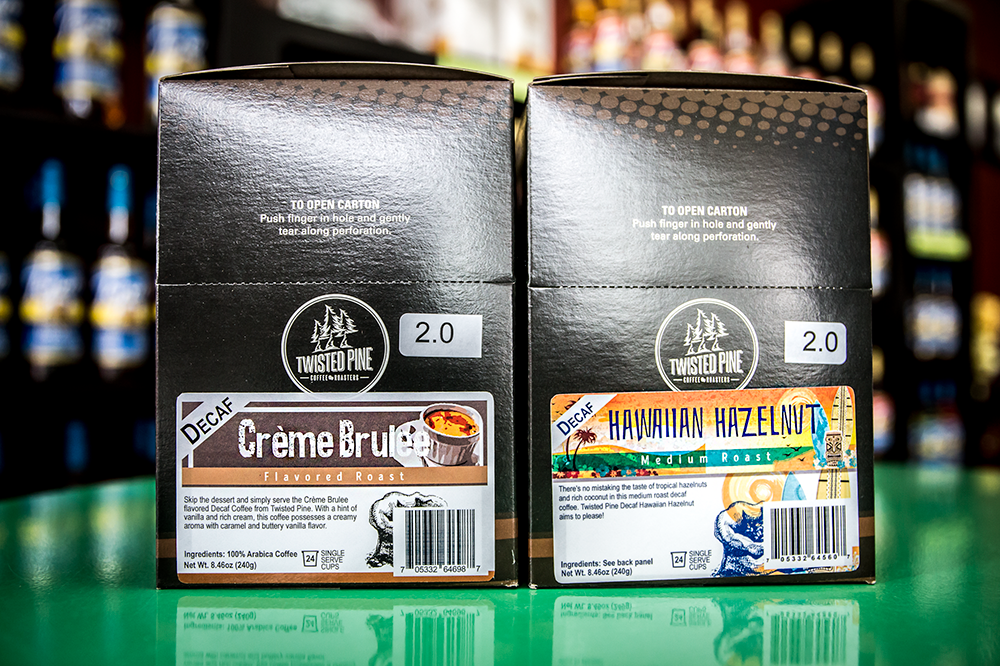 TO OPEN CARTON
Push finger in hole and gently
tear along perforation.
TWISTED PINE
COFFEE ROASTERS
2.0
DECAF
Crème Brulee
Flavored Roast
Skip the dessert and simply serve the Crème Brulee
flavored Decaf Coffee from Twisted Pine. With a hint of
vanilla and rich cream, this coffee possesses a creamy
aroma with caramel and buttery vanilla flavor.
Ingredients: 100% Arabica Coffee
Net Wt. 8.46oz (240g)
24
SINGLE
SERVE
CUPS
7 05332 64698 7
TO OPEN CARTON
Push finger in hole and gently
tear along perforation.
TWISTED PINE
COFFEE ROASTERS
2.0
DECAF
HAWAIIAN HAZELNUT
Medium Roast
There's no mistaking the taste of tropical hazelnuts
and rich coconut in this medium roast decaf
coffee. Twisted Pine Decaf Hawaiian Hazelnut
aims to please!
Ingredients: See back panel
Net Wt. 8.46oz (240g)
24
SINGLE
SERVE
CUPS
05332 64560 7